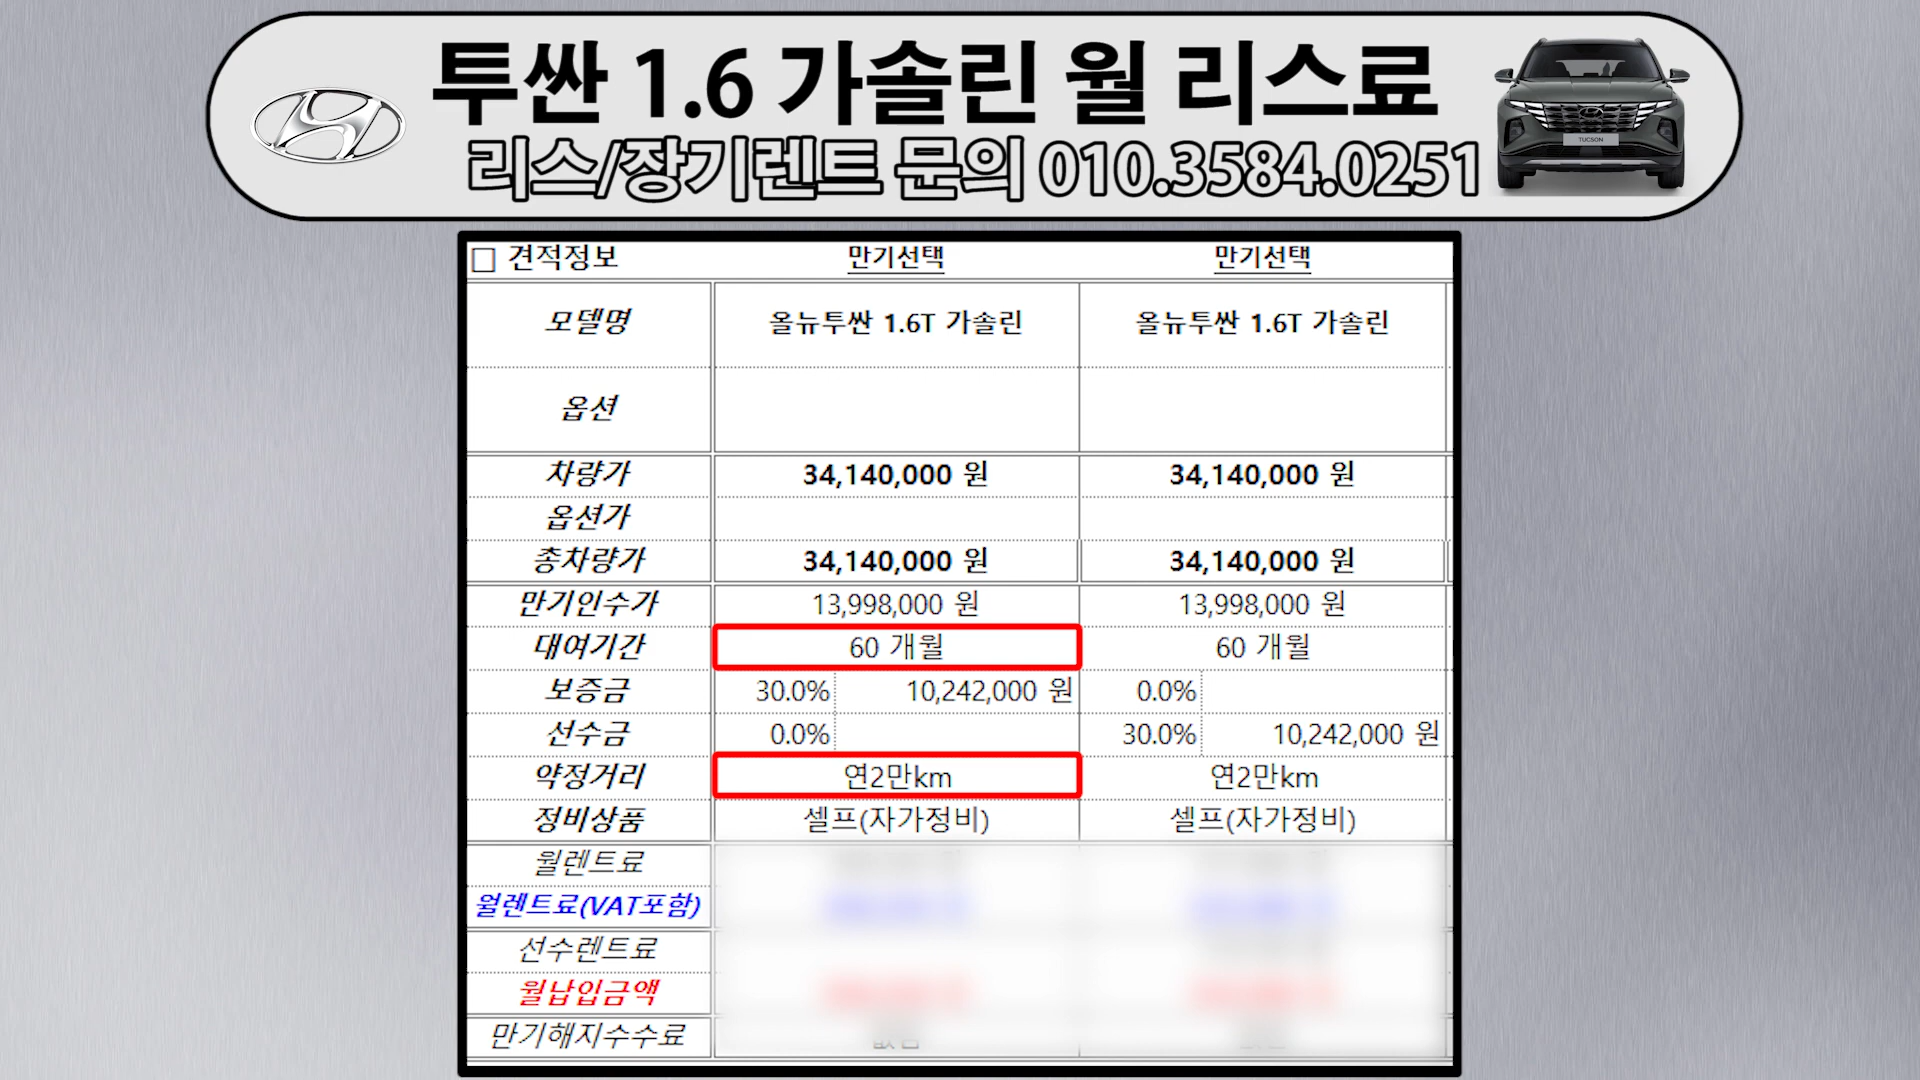 투싼 1.6 가솔린 월 리스료
리스/장기렌트 문의 010.3584.0251
TUCSON
□ 견적정보 만기선택 만기선택
모델명 올뉴투싼 1.6T 가솔린 올뉴투싼 1.6T 가솔린
옵션
차량가 34,140,000 원 34,140,000 원
옵션가
총차량가 34,140,000 원 34,140,000 원
만기인수가 13,998,000 원 13,998,000 원
대여기간 60 개월 60 개월
보증금 30.0% 10,242,000 원 0.0%
선수금 0.0% 30.0% 10,242,000 원
약정거리 연2만km 연2만km
정비상품 셀프(자가정비) 셀프(자가정비)
월렌트료
월렌트료(VAT포함)
선수렌트료
월납입금액
만기해지수수료